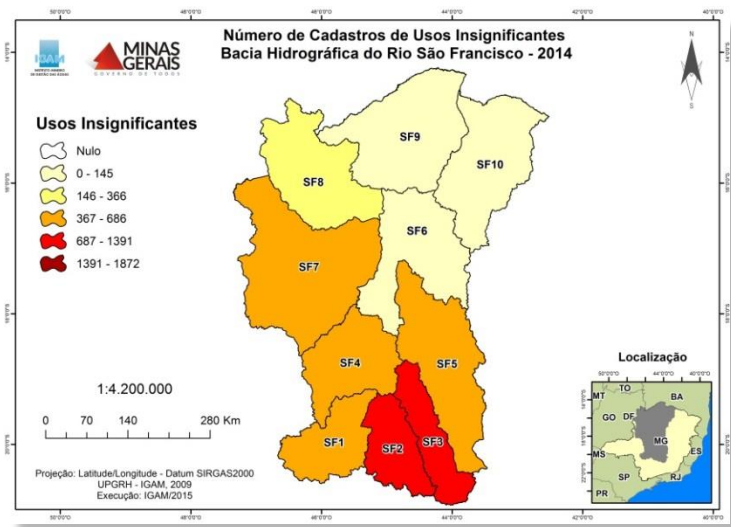 Número de Cadastros de Usos Insignificantes
Bacia Hidrográfica do Rio São Francisco - 2014
IGAM
MINAS
GERAIS
GOVERNO DE TODOS
N
S
Usos Insignificantes
Nulo
0 - 145
146 - 366
367 - 686
687 - 1391
1391 - 1872
SF9
SF10
SF8
SF6
SF7
SF4
SF5
SF1
SF2
SF3
1:4.200.000
0 70 140 280 Km
Projeção: Latitude/Longitude - Datum SIRGAS2000
UPGRH - IGAM, 2009
Execução: IGAM/2015
Localização
MT
TO
BA
GO
DF
MG
ES
MS
SP
RJ
PR